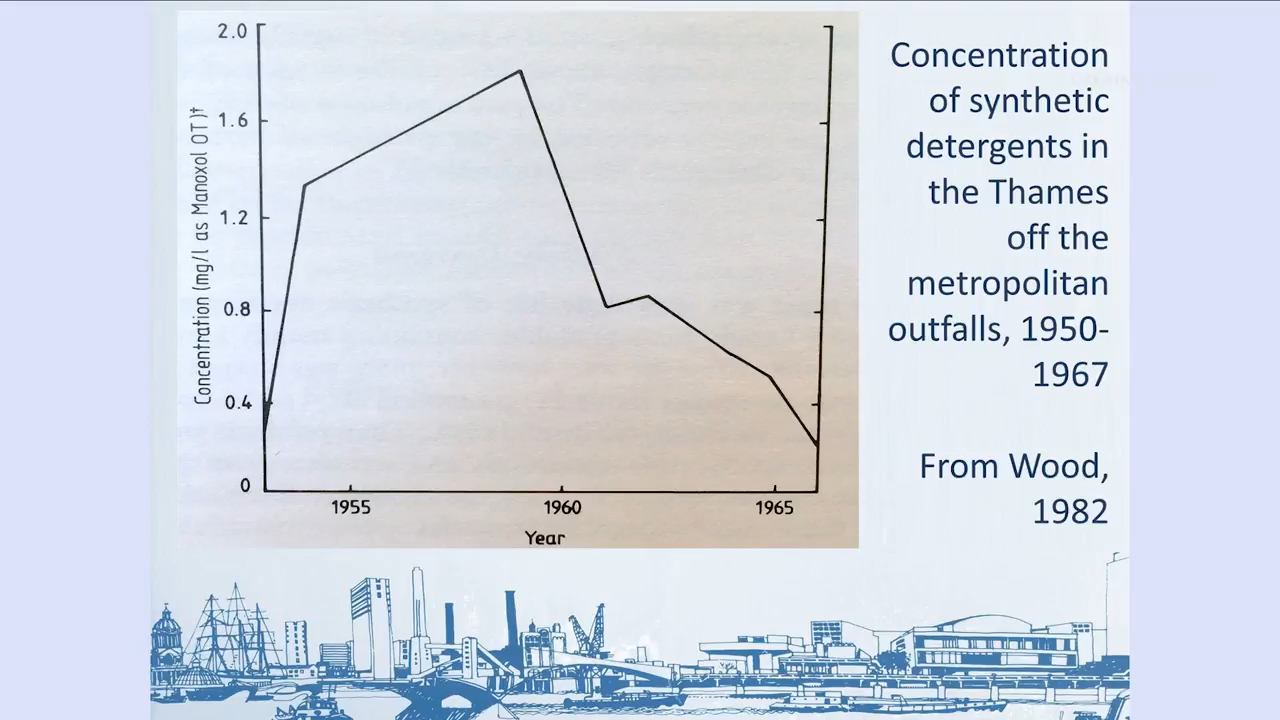 2.0
1.6
1.2
0.8
0.4
0
Concentration (mg/l as Manoxol OT)†
1955
1960
1965
Year
Concentration
of synthetic
detergents in
the Thames
off the
metropolitan
outfalls, 1950-
1967
From Wood,
1982